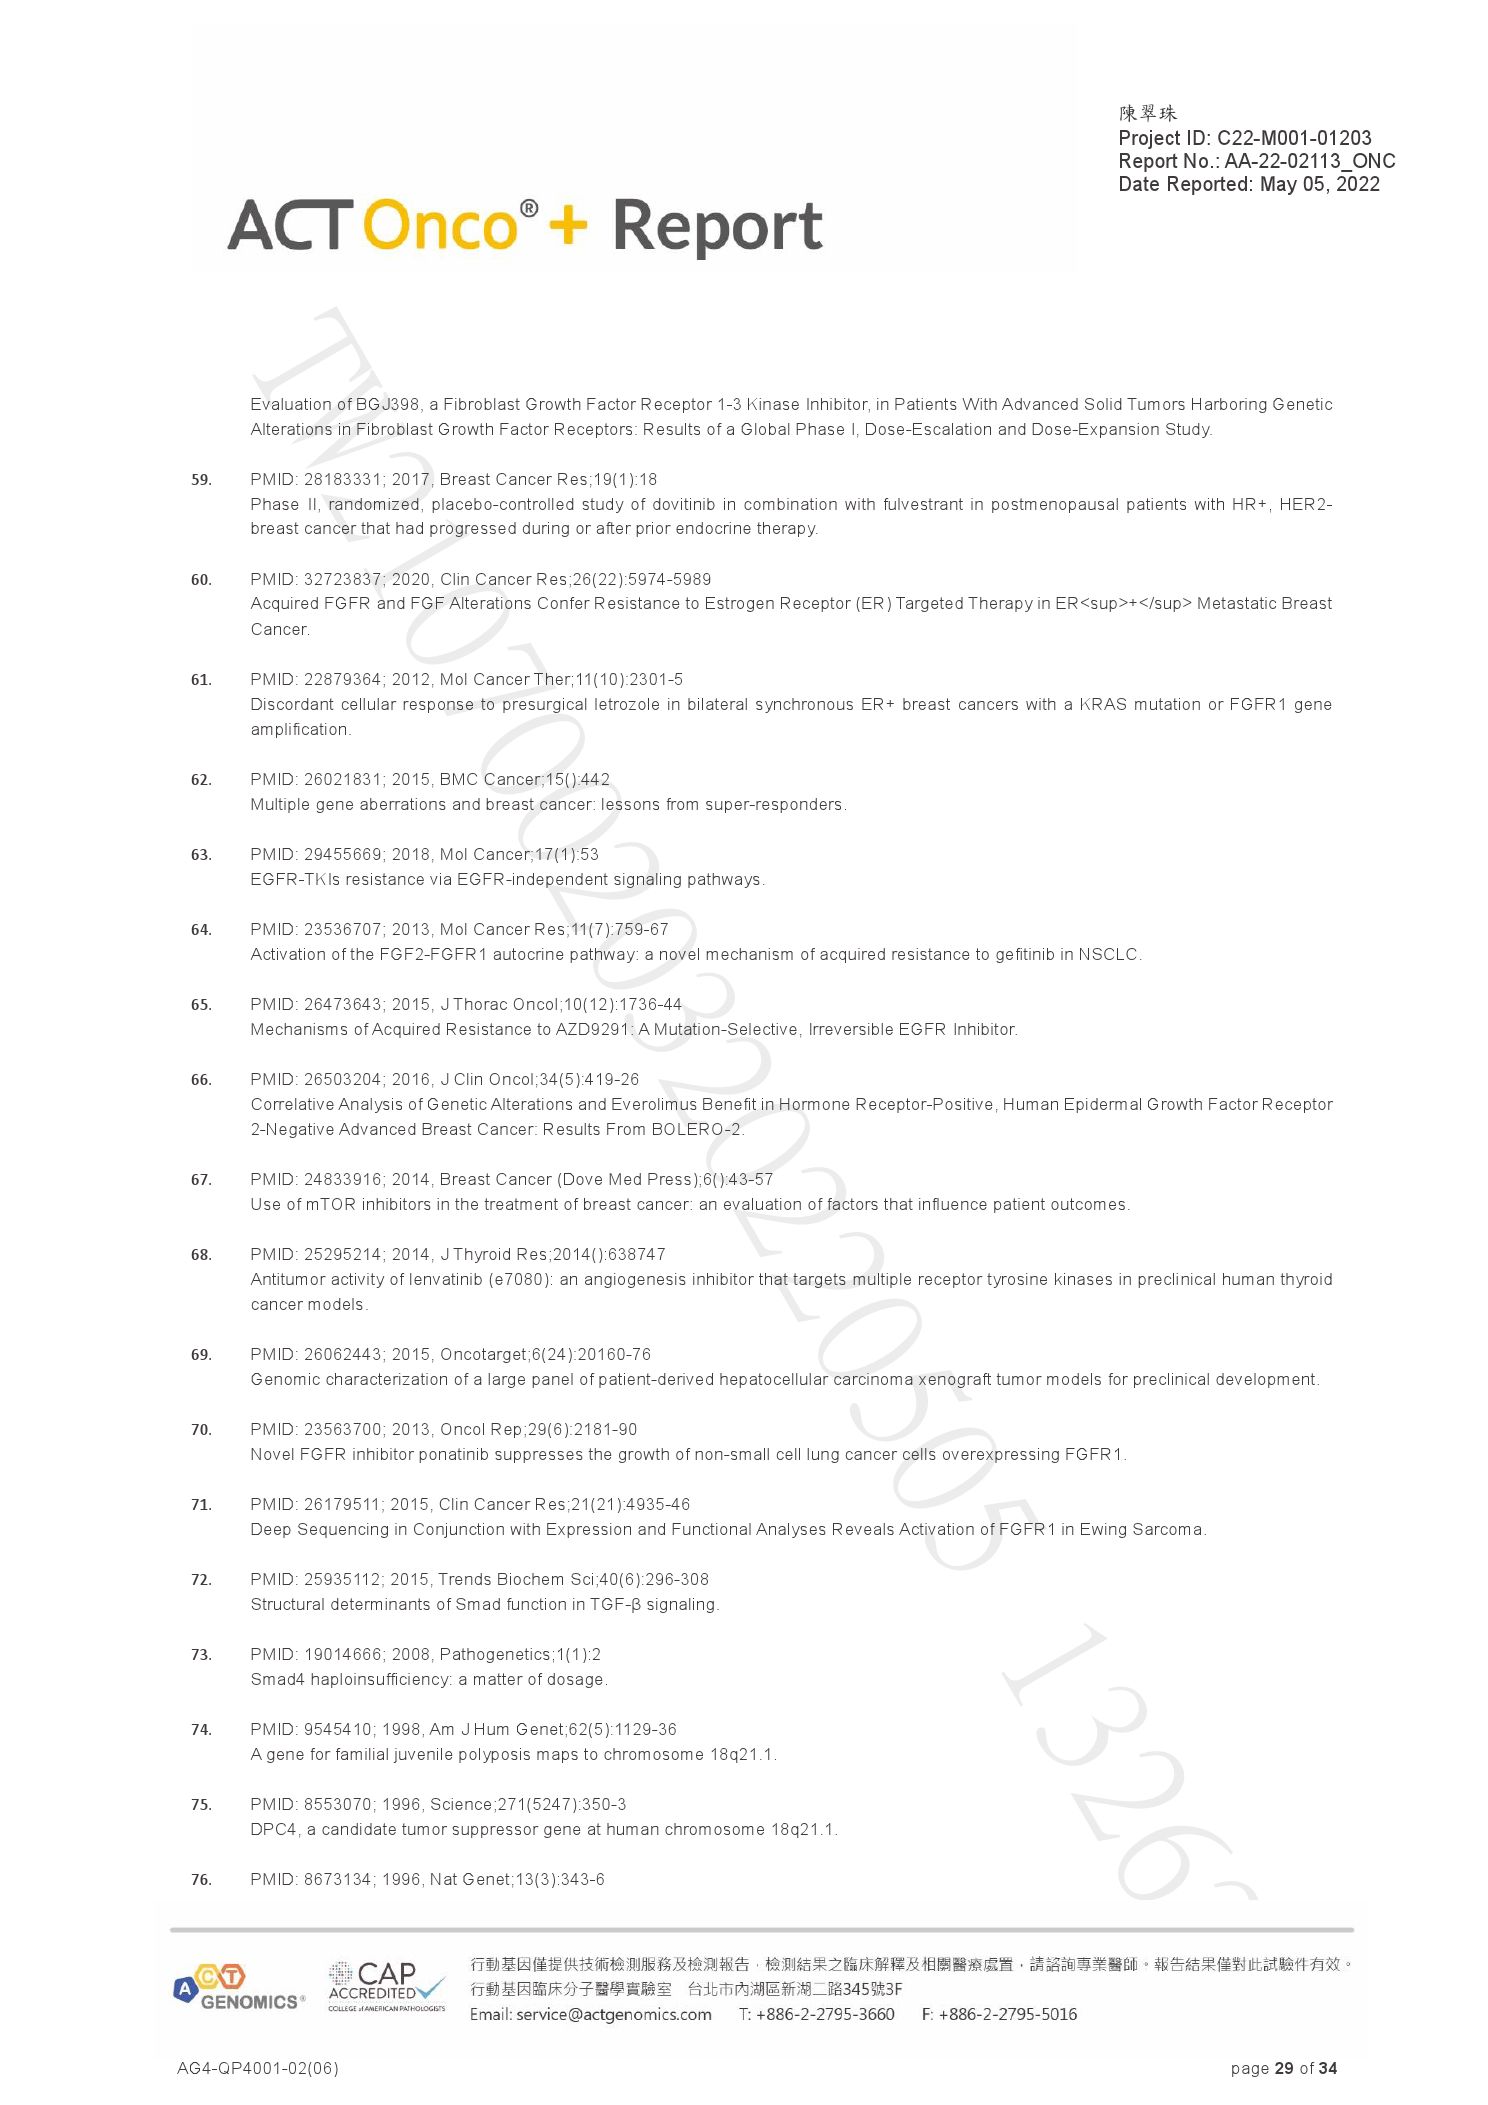 陳翠珠
Project ID: C22-M001-01203
Report No.: AA-22-02113_ONC
Date Reported: May 05, 2022
ACT Onco®+ Report
Evaluation of BGJ398, a Fibroblast Growth Factor Receptor 1-3 Kinase Inhibitor, in Patients With Advanced Solid Tumors Harboring Genetic
Alterations in Fibroblast Growth Factor Receptors: Results of a Global Phase I, Dose-Escalation and Dose-Expansion Study.
59. PMID: 28183331; 2017, Breast Cancer Res;19(1):18
Phase II, randomized, placebo-controlled study of dovitinib in combination with fulvestrant in postmenopausal patients with HR+, HER2-
breast cancer that had progressed during or after prior endocrine therapy.
60. PMID: 32723837; 2020, Clin Cancer Res;26(22):5974-5989
Acquired FGFR and FGF Alterations Confer Resistance to Estrogen Receptor (ER) Targeted Therapy in ER<sup>+</sup> Metastatic Breast
Cancer.
61. PMID: 22879364; 2012, Mol Cancer Ther;11(10):2301-5
Discordant cellular response to presurgical letrozole in bilateral synchronous ER+ breast cancers with a KRAS mutation or FGFR1 gene
amplification.
62. PMID: 26021831; 2015, BMC Cancer;15():442
Multiple gene aberrations and breast cancer: lessons from super-responders.
63. PMID: 29455669; 2018, Mol Cancer;17(1):53
EGFR-TKIs resistance via EGFR-independent signaling pathways.
64. PMID: 23536707; 2013, Mol Cancer Res;11(7):759-67
Activation of the FGF2-FGFR1 autocrine pathway: a novel mechanism of acquired resistance to gefitinib in NSCLC.
65. PMID: 26473643; 2015, J Thorac Oncol;10(12):1736-44
Mechanisms of Acquired Resistance to AZD9291: A Mutation-Selective, Irreversible EGFR Inhibitor.
66. PMID: 26503204; 2016, J Clin Oncol;34(5):419-26
Correlative Analysis of Genetic Alterations and Everolimus Benefit in Hormone Receptor-Positive, Human Epidermal Growth Factor Receptor
2-Negative Advanced Breast Cancer: Results From BOLERO-2.
67. PMID: 24833916; 2014, Breast Cancer (Dove Med Press);6():43-57
Use of mTOR inhibitors in the treatment of breast cancer: an evaluation of factors that influence patient outcomes.
68. PMID: 25295214; 2014, J Thyroid Res;2014():638747
Antitumor activity of lenvatinib (e7080): an angiogenesis inhibitor that targets multiple receptor tyrosine kinases in preclinical human thyroid
cancer models.
69. PMID: 26062443; 2015, Oncotarget;6(24):20160-76
Genomic characterization of a large panel of patient-derived hepatocellular carcinoma xenograft tumor models for preclinical development.
70. PMID: 23563700; 2013, Oncol Rep;29(6):2181-90
Novel FGFR inhibitor ponatinib suppresses the growth of non-small cell lung cancer cells overexpressing FGFR1.
71. PMID: 26179511; 2015, Clin Cancer Res;21(21):4935-46
Deep Sequencing in Conjunction with Expression and Functional Analyses Reveals Activation of FGFR1 in Ewing Sarcoma.
72. PMID: 25935112; 2015, Trends Biochem Sci;40(6):296-308
Structural determinants of Smad function in TGF-β signaling.
73. PMID: 19014666; 2008, Pathogenetics;1(1):2
Smad4 haploinsufficiency: a matter of dosage.
74. PMID: 9545410; 1998, Am J Hum Genet;62(5):1129-36
A gene for familial juvenile polyposis maps to chromosome 18q21.1.
75. PMID: 8553070; 1996, Science;271(5247):350-3
DPC4, a candidate tumor suppressor gene at human chromosome 18q21.1.
76. PMID: 8673134; 1996, Nat Genet;13(3):343-6
ACT GENOMICS®
CAP ACCREDITED
COLLEGE of AMERICAN PATHOLOGISTS
行動基因僅提供技術檢測服務及檢測報告，檢測結果之臨床解釋及相關醫療處置，請諮詢專業醫師。報告結果僅對此試驗件有效。
行動基因臨床分子醫學實驗室 台北市內湖區新湖二路345號3F
Email: service@actgenomics.com T: +886-2-2795-3660 F: +886-2-2795-5016
AG4-QP4001-02(06)
page 29 of 34